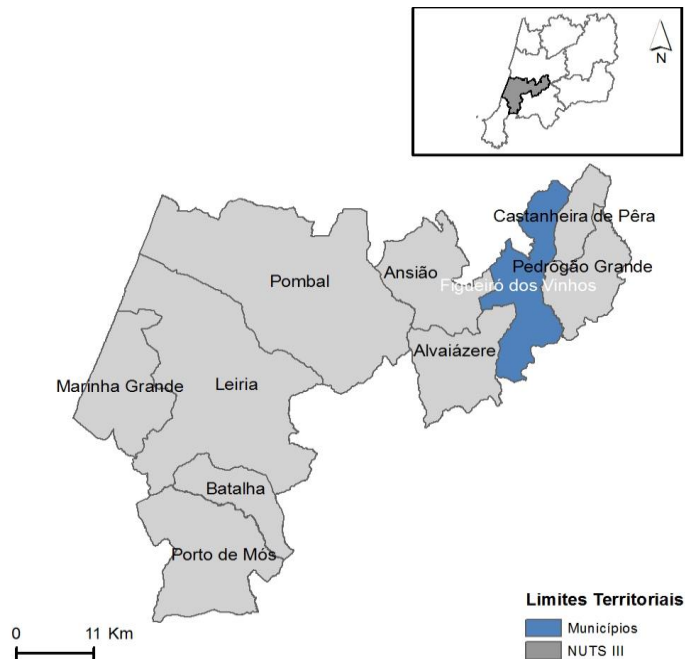 N
Castanheira de Pêra
Pombal
Ansião
Pedrogão Grande
Figueiró dos Vinhos
Alvaiázere
Marinha Grande
Leiria
Batalha
Porto de Mós
Limites Territoriais
0 11 Km
Municípios
NUTS III